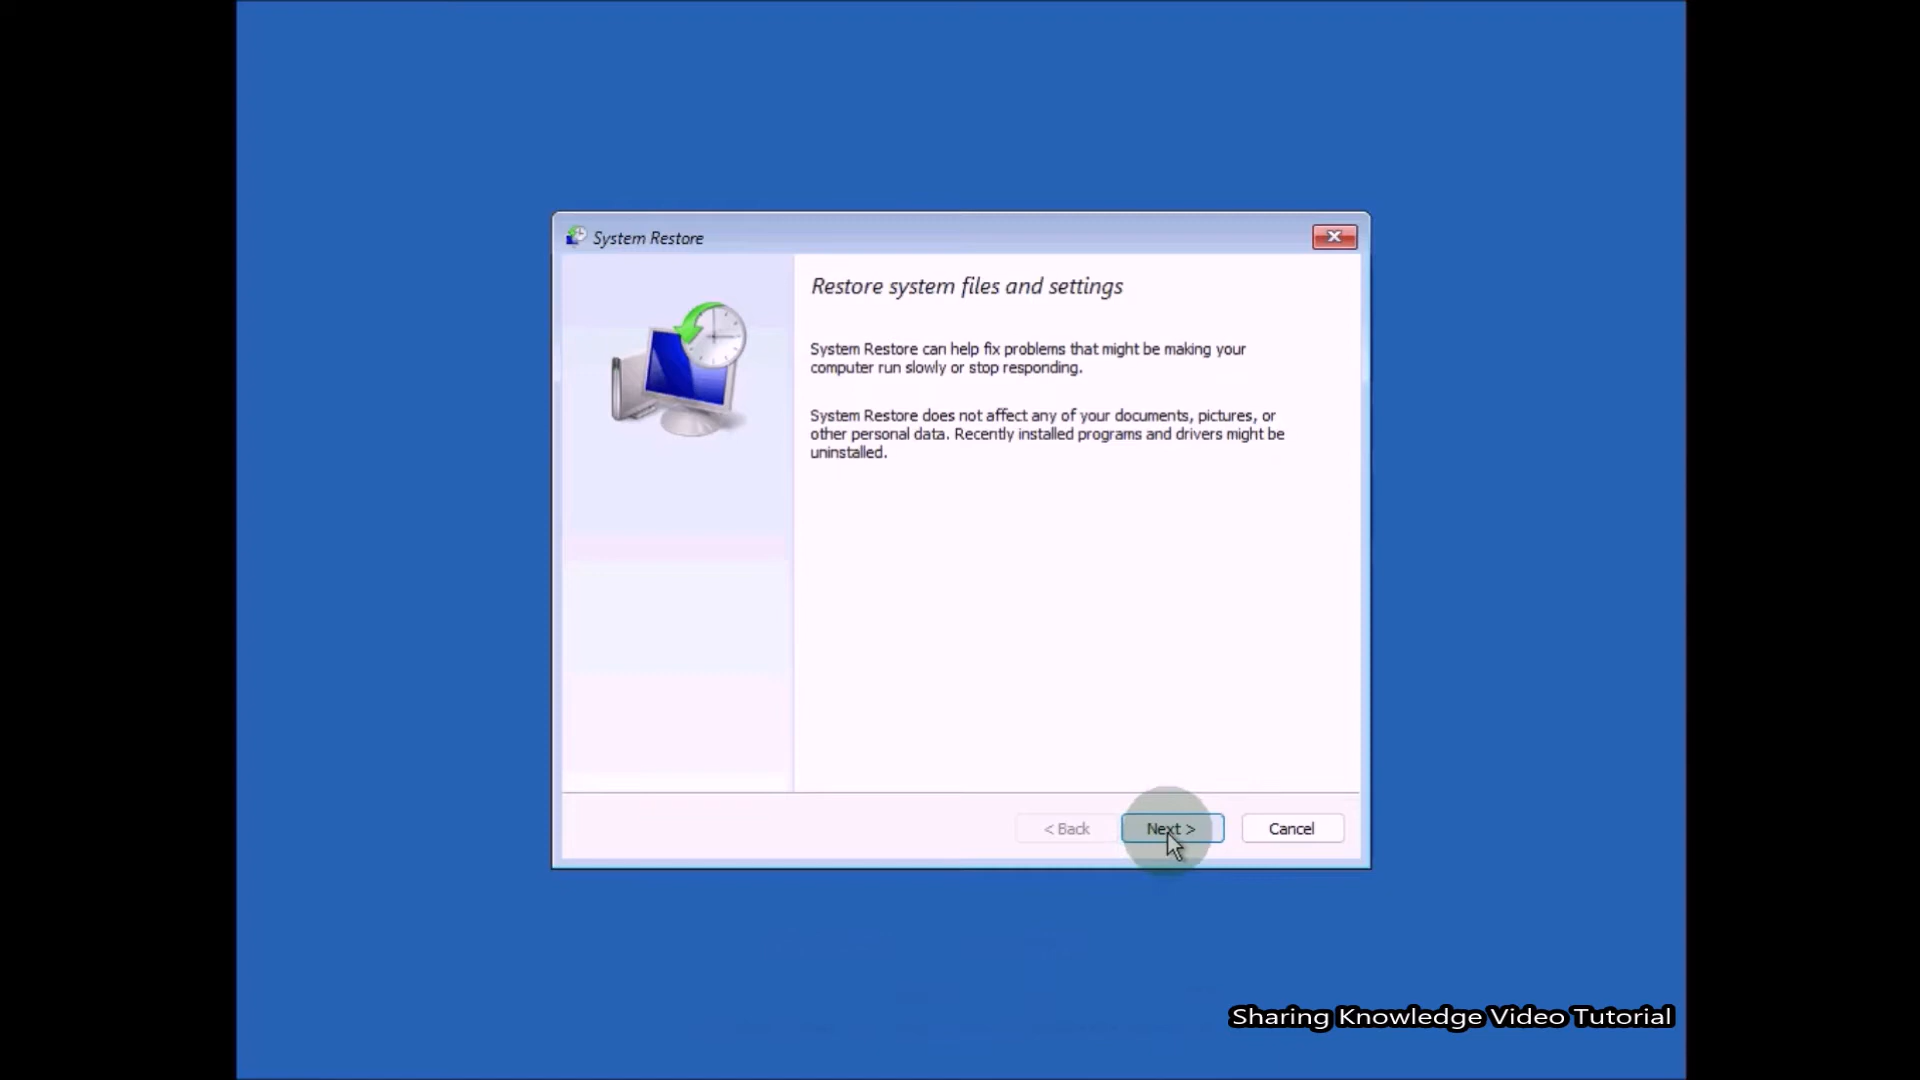 System Restore
Restore system files and settings
System Restore can help fix problems that might be making your
computer run slowly or stop responding.
System Restore does not affect any of your documents, pictures, or
other personal data. Recently installed programs and drivers might be
uninstalled.
< Back
Next >
Cancel
Sharing Knowledge Video Tutorial